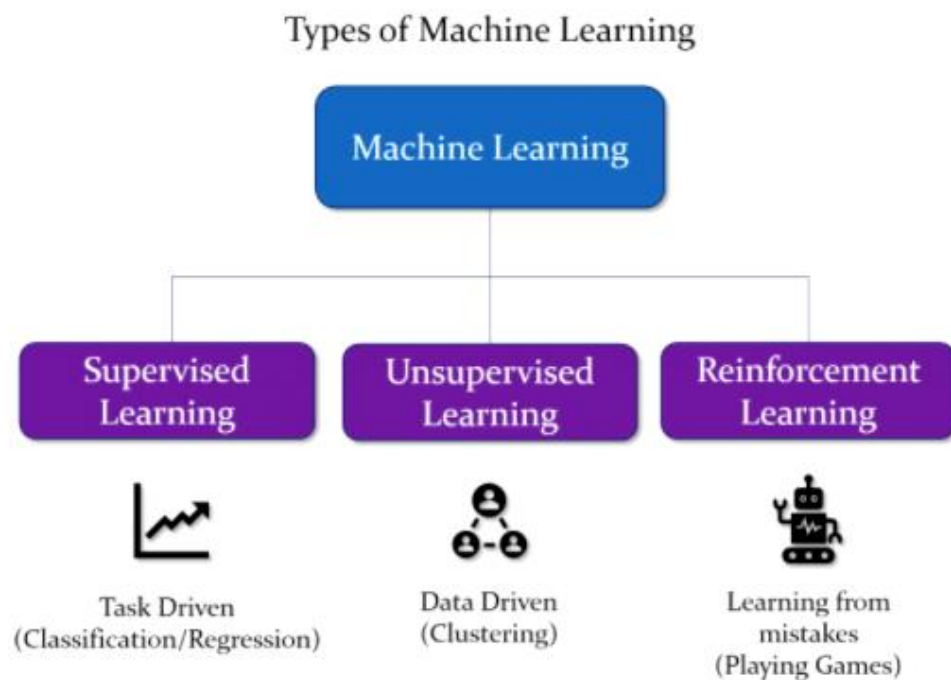 Types of Machine Learning
Machine Learning
Supervised
Learning
Unsupervised
Learning
Reinforcement
Learning
Task Driven
(Classification/Regression)
Data Driven
(Clustering)
Learning from
mistakes
(Playing Games)